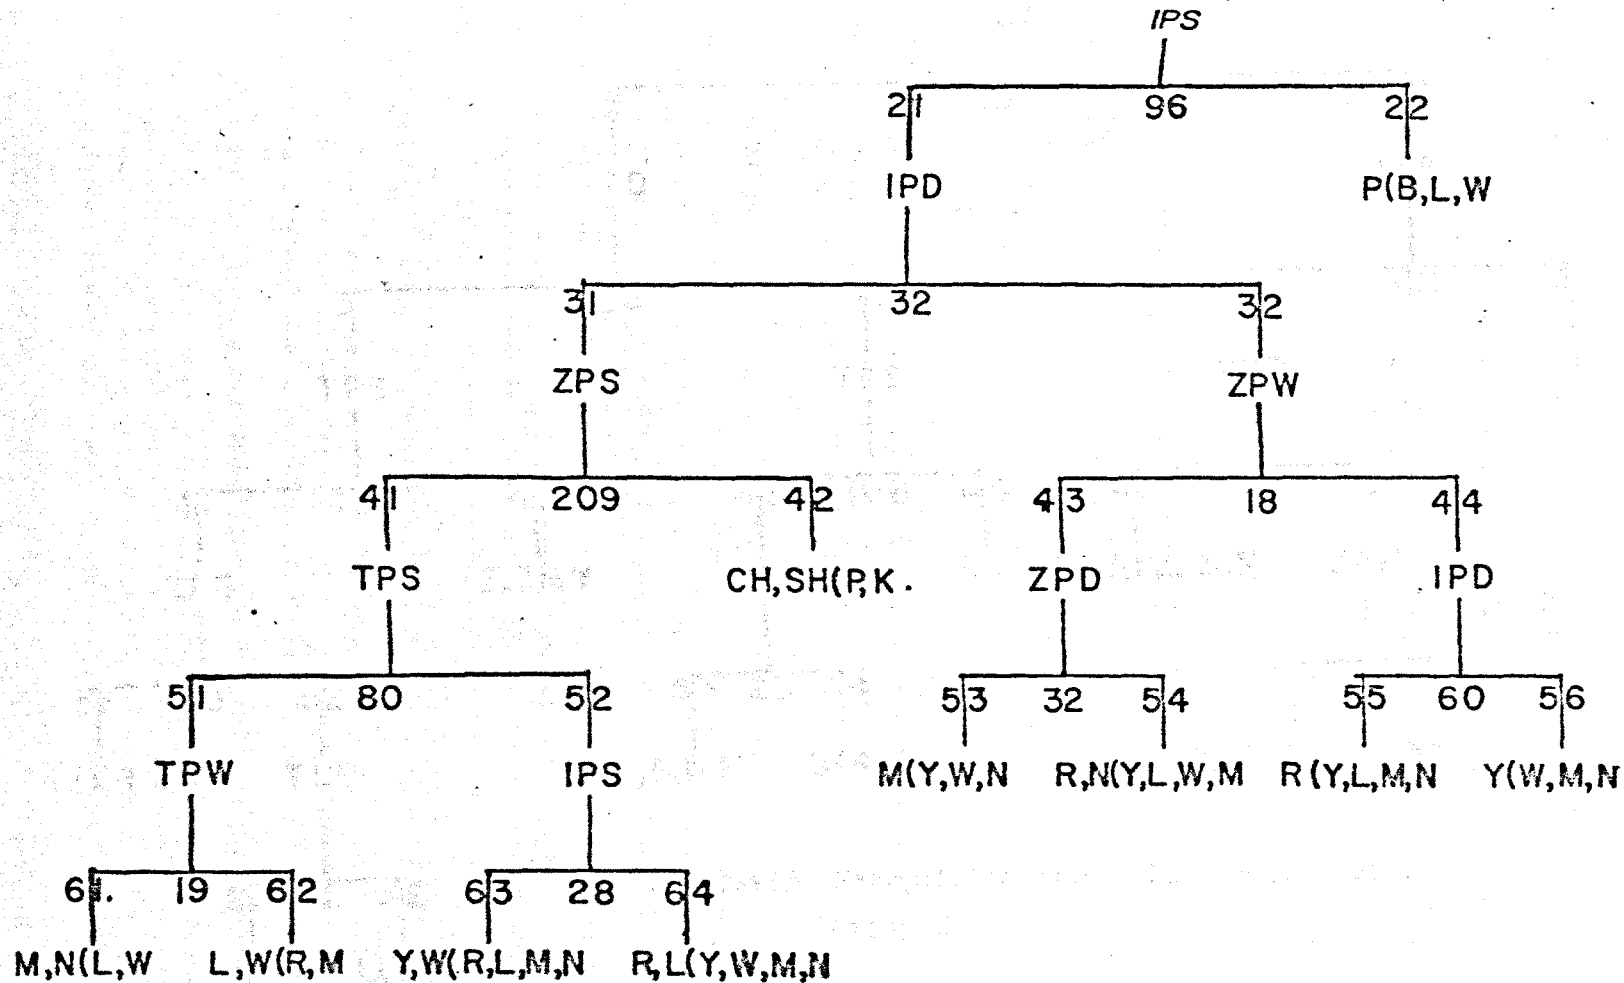 IPS
21 96 22
IPD P(B,L,W
31 32 32
ZPS ZPW
41 209 42 43 18 44
TPS CH,SH(P,K. ZPD IPD
51 80 52 53 32 54 55 60 56
TPW IPS M(Y,W,N R,N(Y,L,W,M R(Y,L,M,N Y(W,M,N
61. 19 62 63 28 64
M,N(L,W L,W(R,M Y,W(R,L,M,N R,L(Y,W,M,N